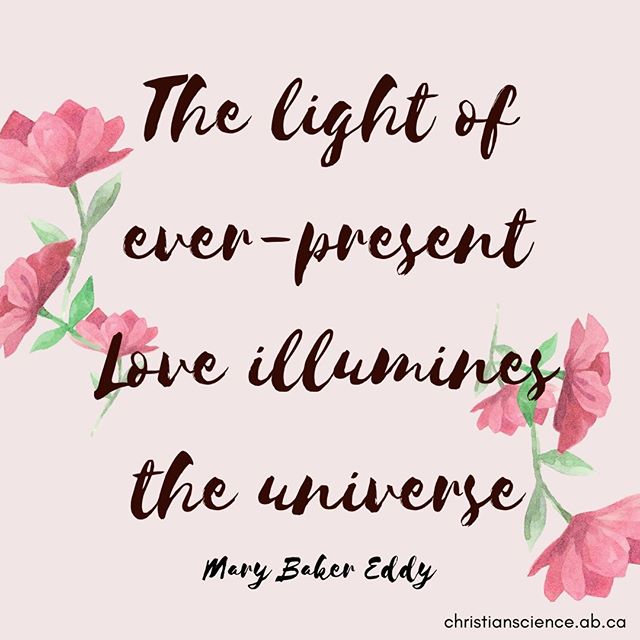 The light of
ever-present
Love illumines
the universe
Mary Baker Eddy
christianscience.ab.ca